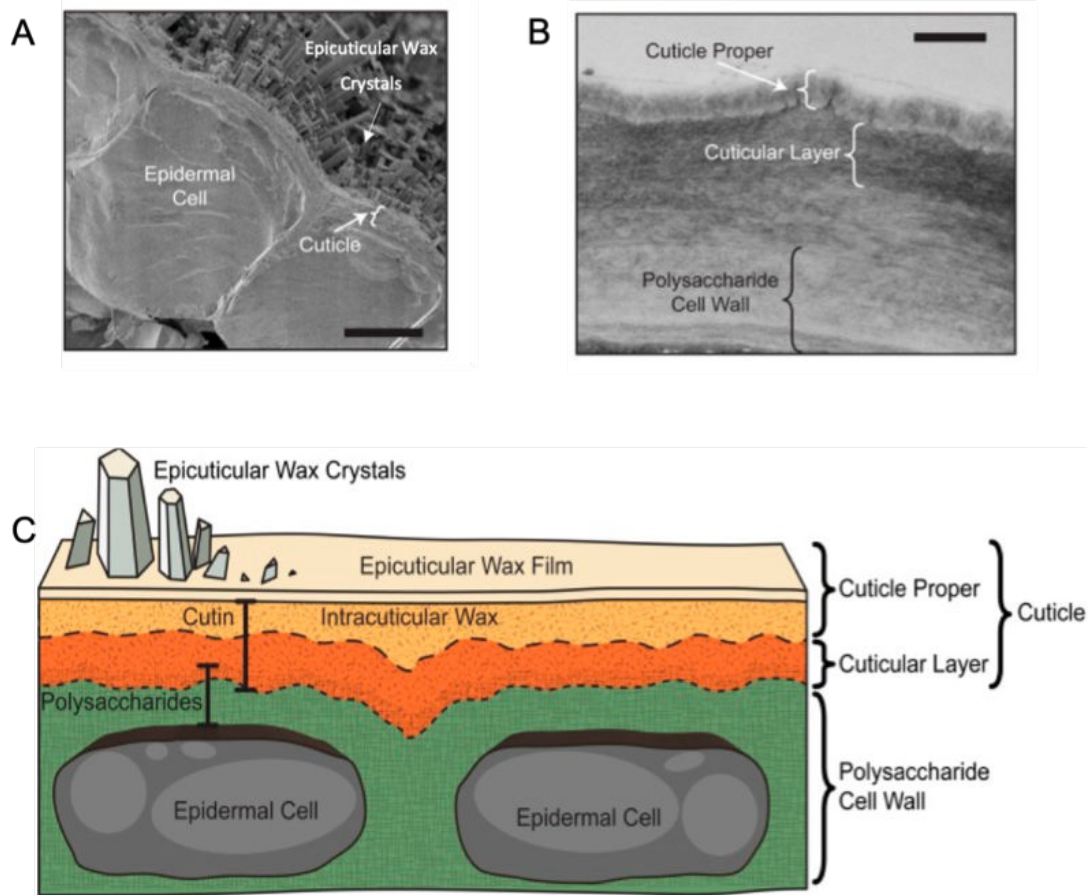 A
Epicuticular Wax
Crystals
Epidermal
Cell
Cuticle
B
Cuticle
Proper
Cuticular Layer
Polysaccharide
Cell Wall
C
Epicuticular Wax Crystals
Epicuticular Wax Film
Cutin
Intracuticular Wax
Polysaccharides
Epidermal Cell
Epidermal Cell
Cuticle Proper
Cuticle
Cuticular Layer
Polysaccharide
Cell Wall